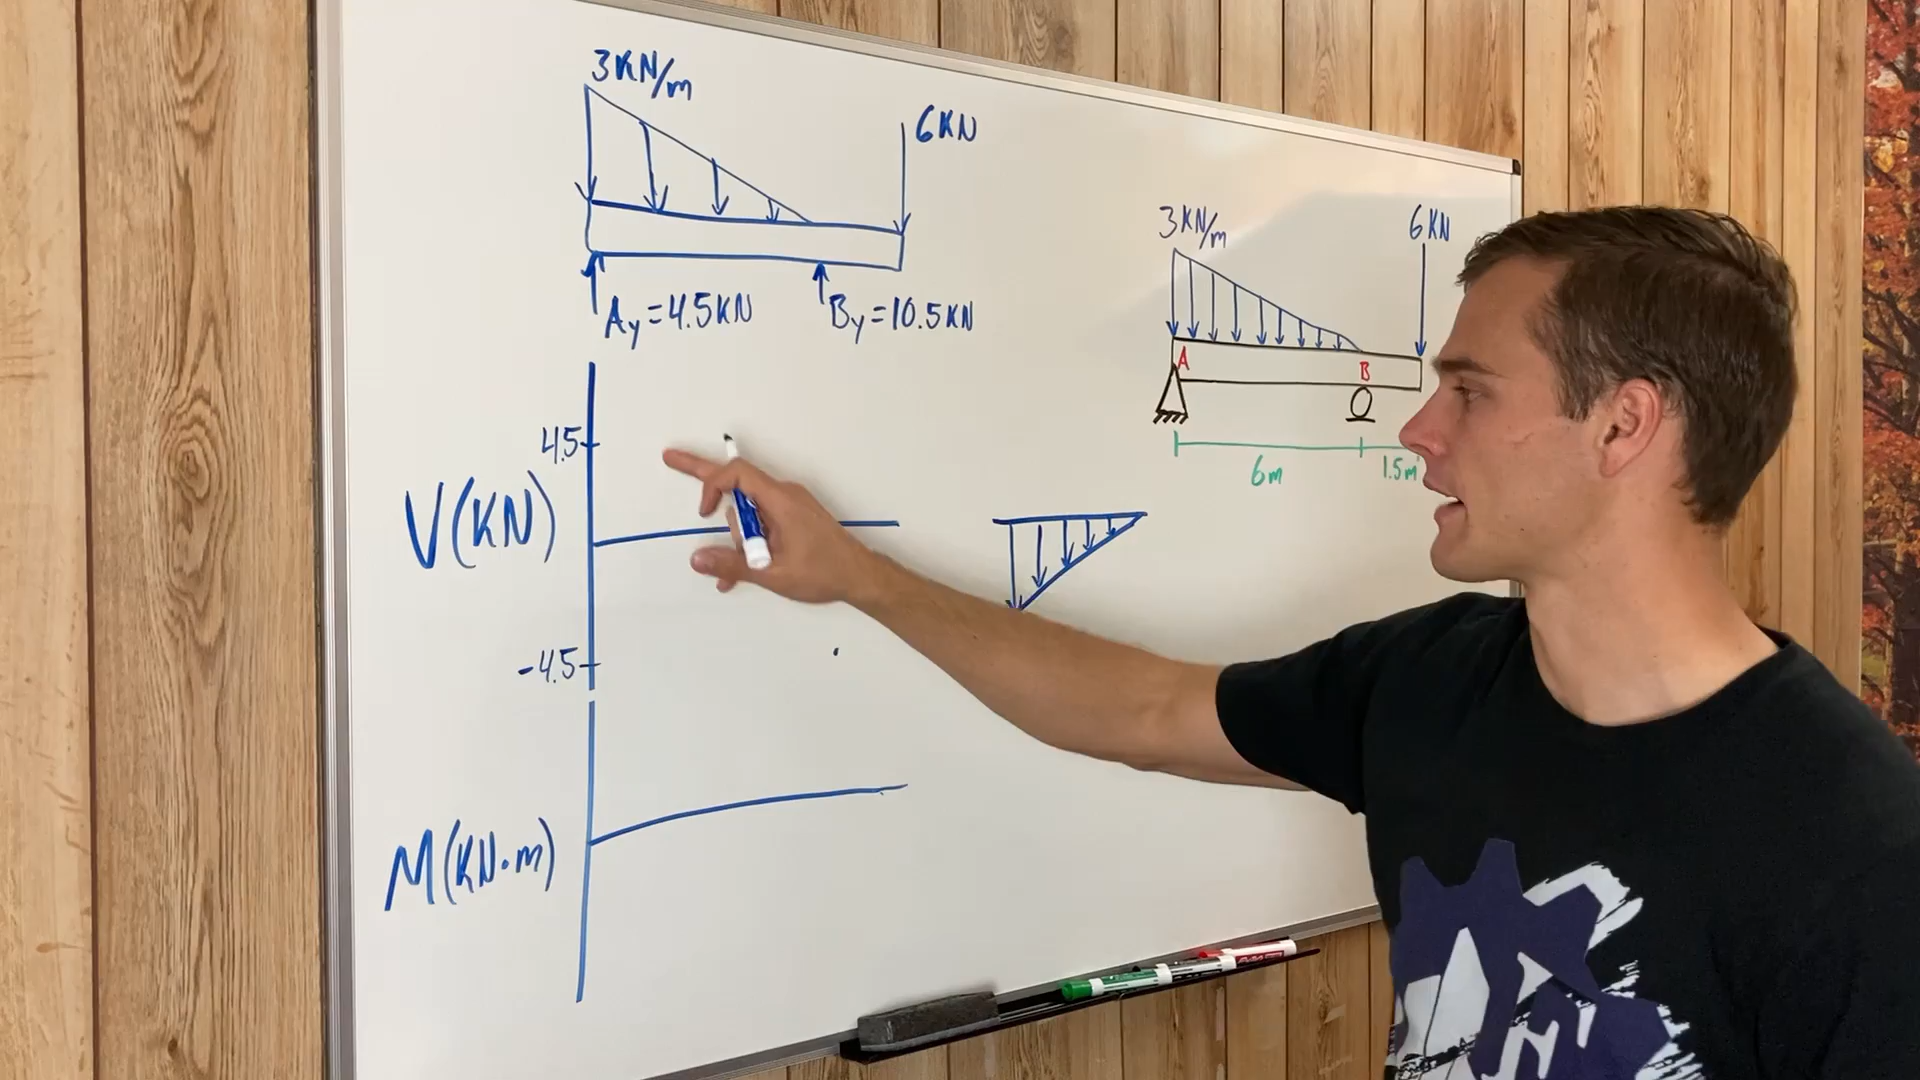 3KN/m
6KN
Ay=4.5KN
By=10.5KN
4.5
V(KN)
-4.5
M(KN·m)
3KN/m
6KN
A
B
6m
1.5m
F